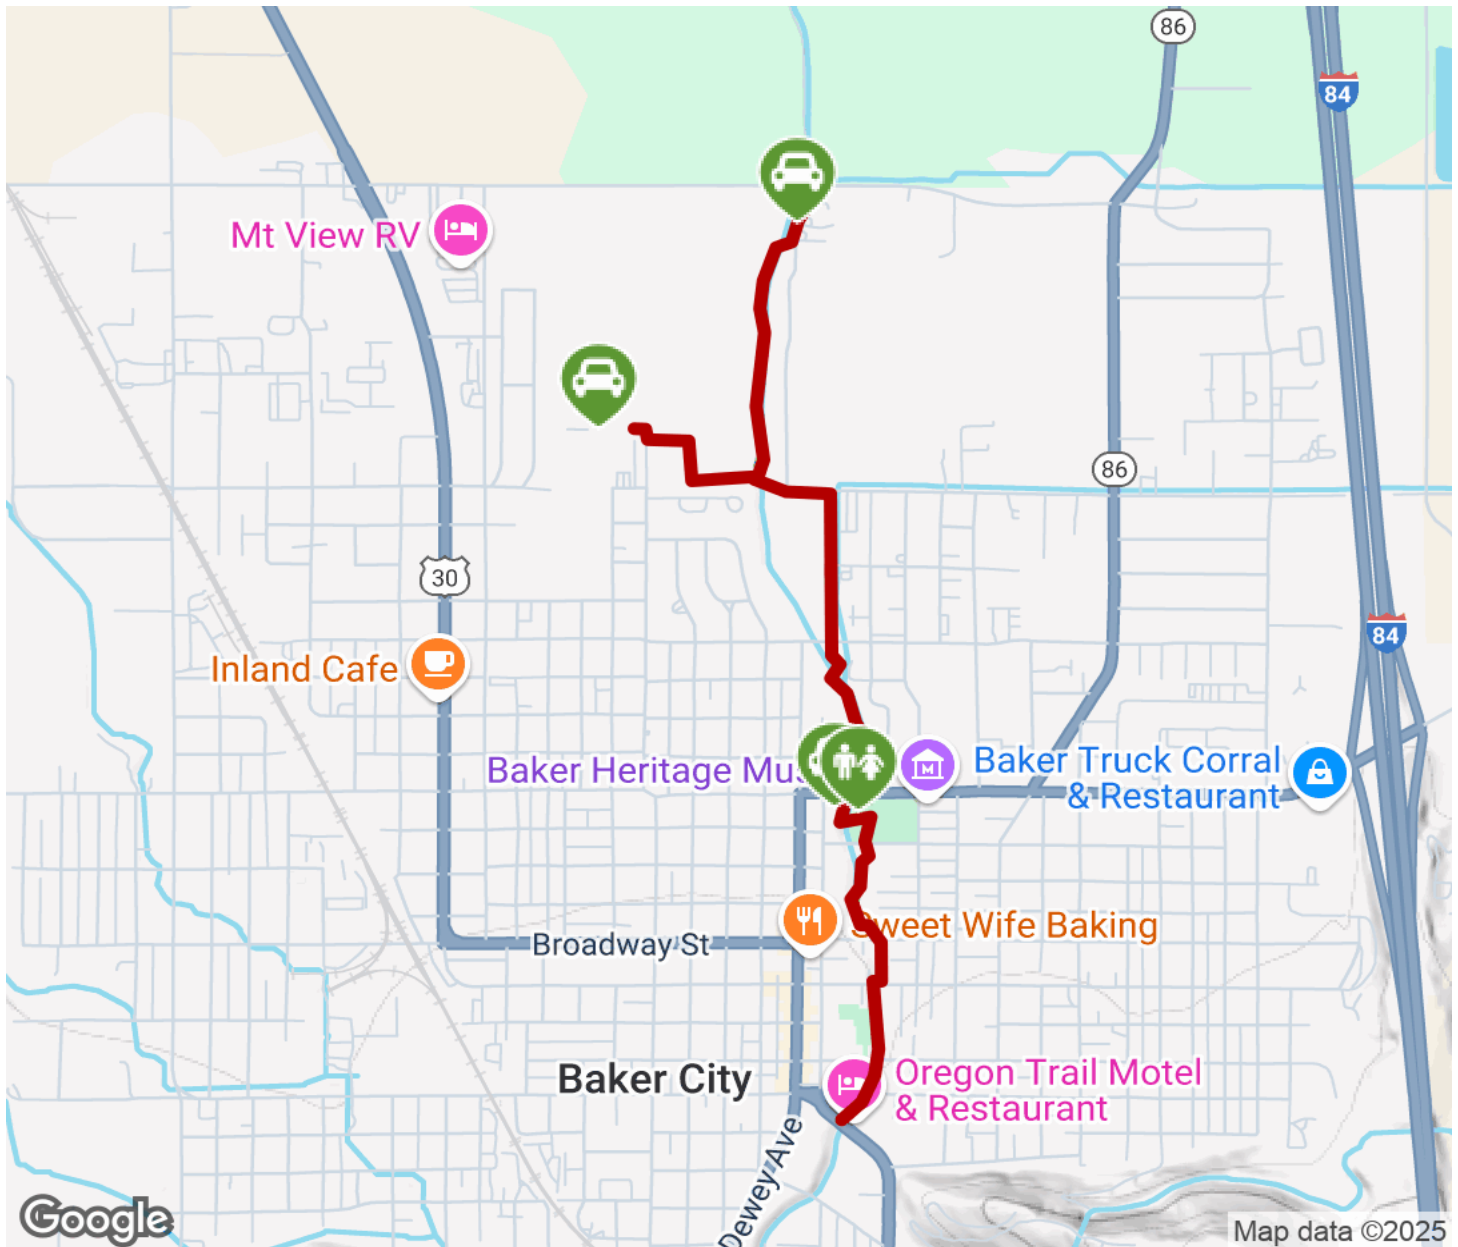 86
84
Mt View RV
86
30
84
Inland Cafe
Baker Heritage Mus
Baker Truck Corral
& Restaurant
Sweet Wife Baking
Broadway St
Baker City
Oregon Trail Motel
& Restaurant
Dewey Ave
Google
Map data ©2025